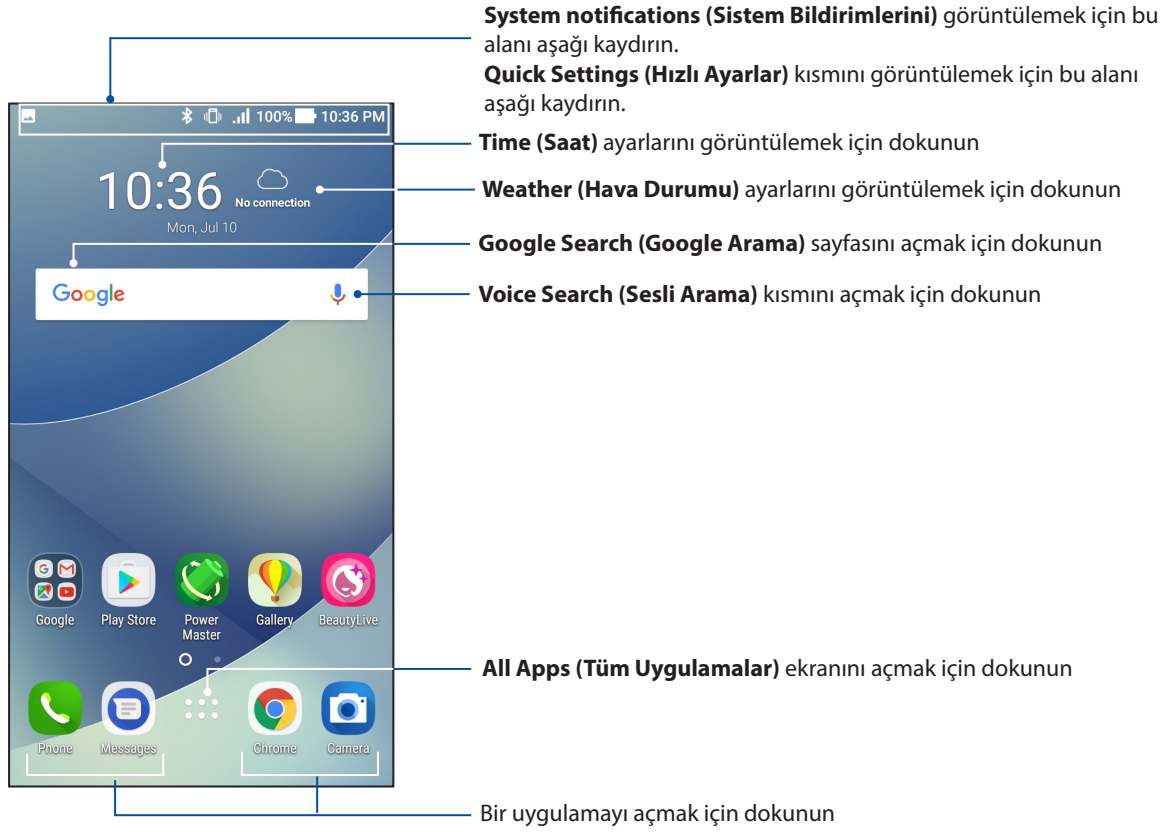 System notifications (Sistem Bildirimlerini) görüntülemek için bu
alanı aşağı kaydırın.
Quick Settings (Hızlı Ayarlar) kısmını görüntülemek için bu alanı
aşağı kaydırın.
100% 10:36 PM
Time (Saat) ayarlarını görüntülemek için dokunun
10:36
No connection
Weather (Hava Durumu) ayarlarını görüntülemek için dokunun
Mon, Jul 10
Google Search (Google Arama) sayfasını açmak için dokunun
Google
Voice Search (Sesli Arama) kısmını açmak için dokunun
Google Play Store Power Gallery BeautyLive
Master
All Apps (Tüm Uygulamalar) ekranını açmak için dokunun
Phone Messages Chrome Camera
Bir uygulamayı açmak için dokunun